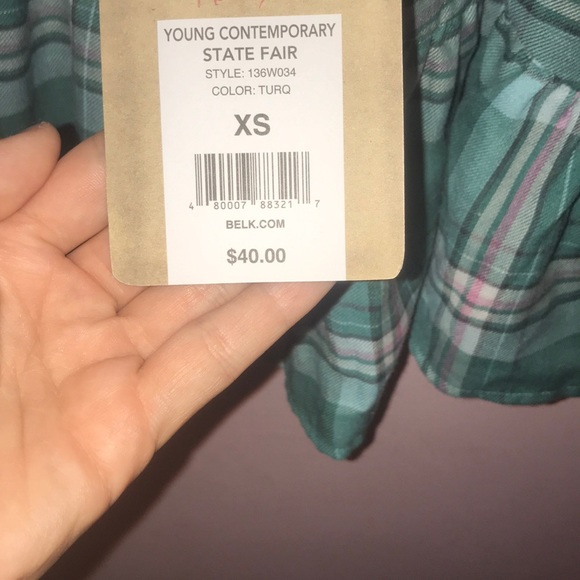 YOUNG CONTEMPORARY
STATE FAIR
STYLE: 136W034
COLOR: TURQ
XS
4 80007 88321 7
BELK.COM
$40.00